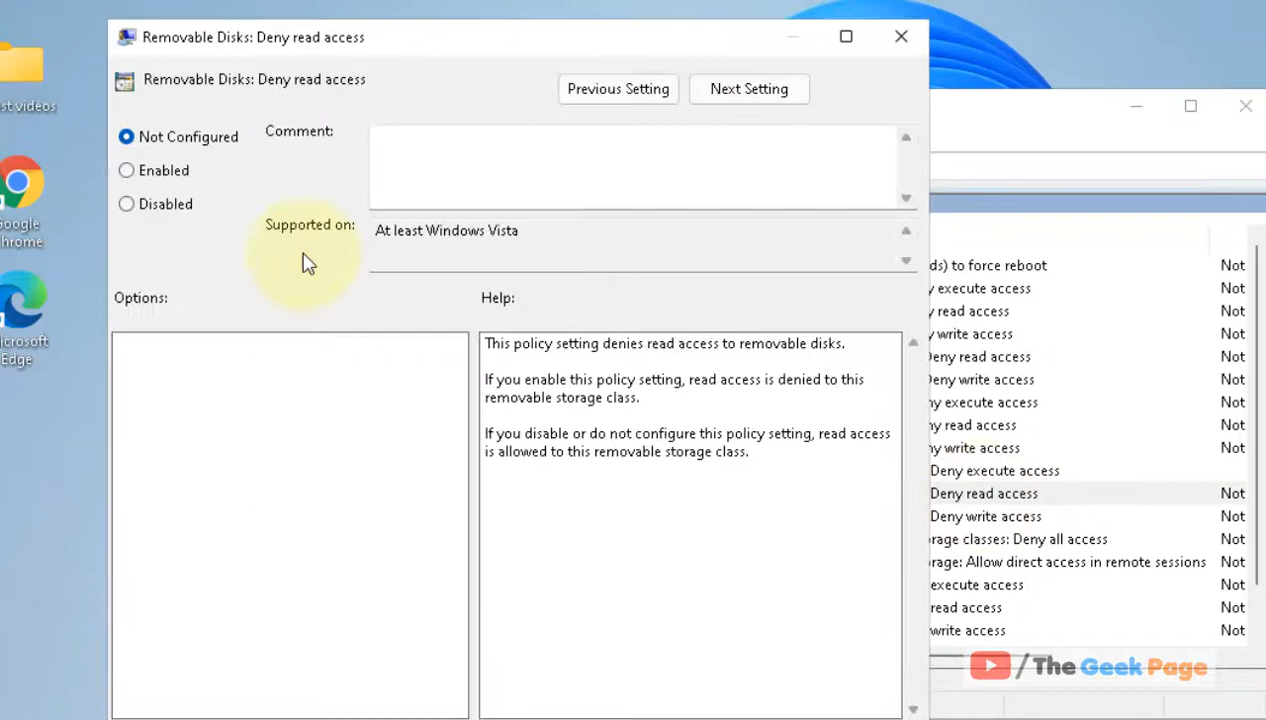 Removable Disks: Deny read access
Removable Disks: Deny read access
Previous Setting
Next Setting
Not Configured
Comment:
Enabled
Disabled
Supported on:
At least Windows Vista
Options:
Help:
This policy setting denies read access to removable disks.
If you enable this policy setting, read access is denied to this
removable storage class.
If you disable or do not configure this policy setting, read access
is allowed to this removable storage class.
st videos
Google
hrome
icrosoft
Edge
ds) to force reboot Not
y execute access Not
y read access Not
y write access Not
Deny read access Not
Deny write access Not
ny execute access Not
ny read access Not
ny write access Not
Deny execute access Not
Deny read access Not
Deny write access Not
rage classes: Deny all access Not
rage: Allow direct access in remote sessions Not
execute access Not
read access Not
write access Not
/The Geek Page